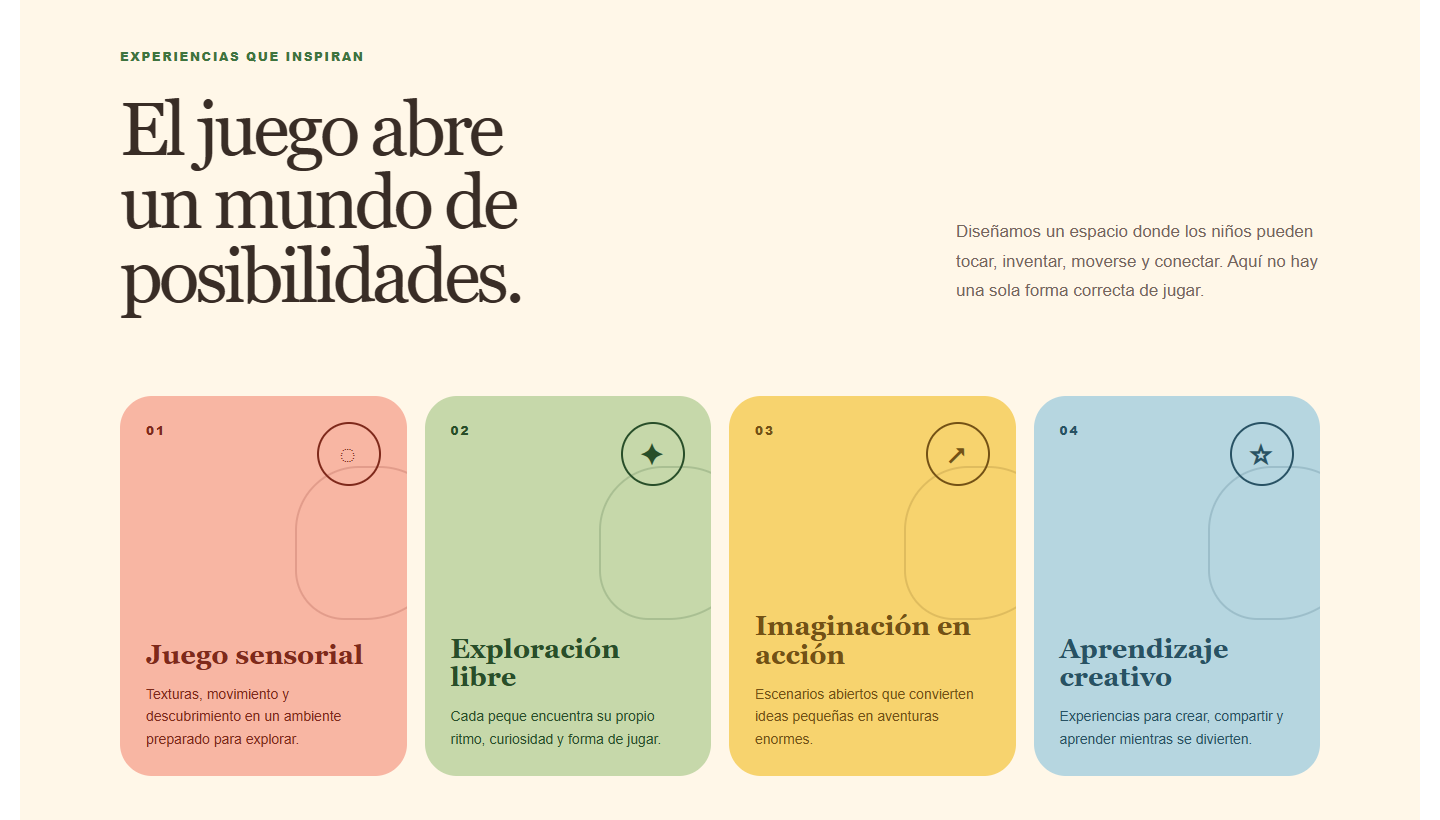 EXPERIENCIAS QUE INSPIRAN
El juego abre
un mundo de
posibilidades.
Diseñamos un espacio donde los niños pueden
tocar, inventar, moverse y conectar. Aquí no hay
una sola forma correcta de jugar.
01
Juego sensorial
Texturas, movimiento y
descubrimiento en un ambiente
preparado para explorar.
02
Exploración
libre
Cada peque encuentra su propio
ritmo, curiosidad y forma de jugar.
03
Imaginación en
acción
Escenarios abiertos que convierten
ideas pequeñas en aventuras
enormes.
04
Aprendizaje
creativo
Experiencias para crear, compartir y
aprender mientras se divierten.